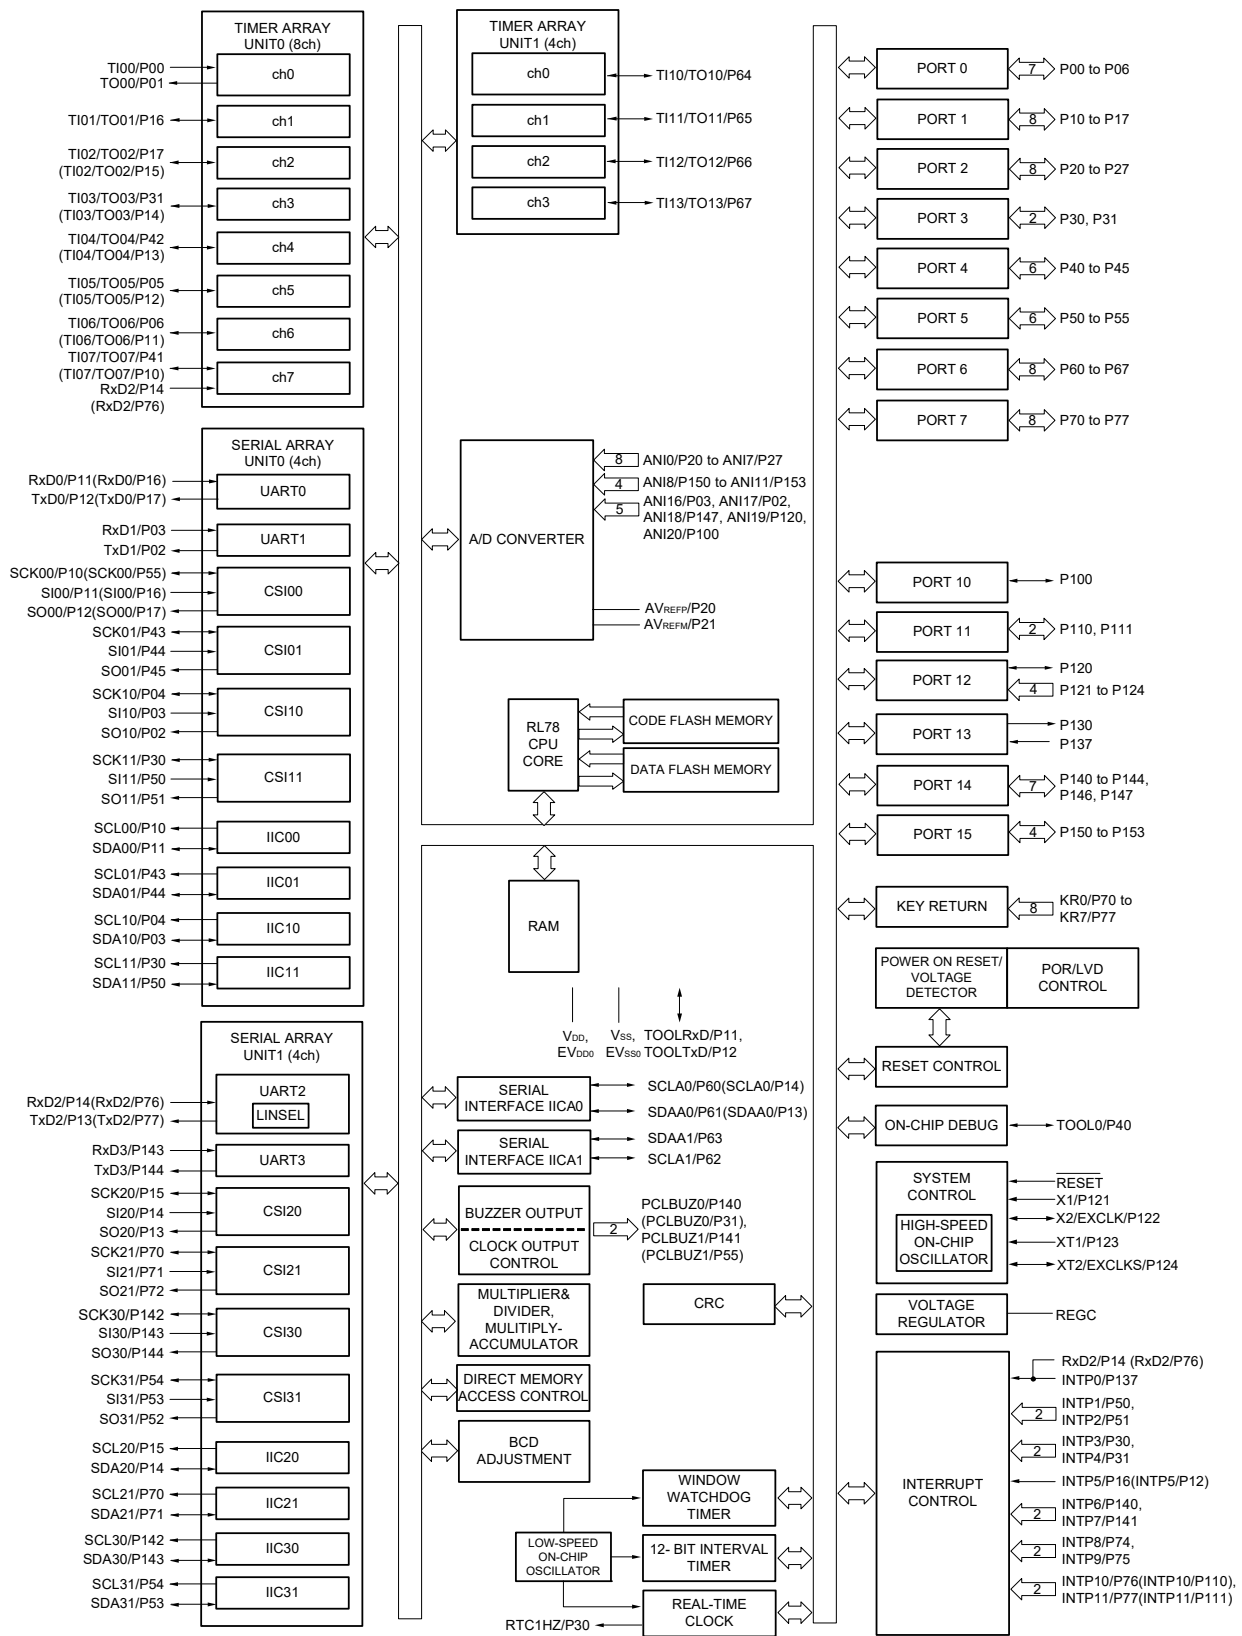 TIMER ARRAY
UNIT0 (8ch)
TI00/P00
TO00/P01
ch0
TI01/TO01/P16
ch1
TI02/TO02/P17
(TI02/TO02/P15)
ch2
TI03/TO03/P31
(TI03/TO03/P14)
ch3
TI04/TO04/P42
(TI04/TO04/P13)
ch4
TI05/TO05/P05
(TI05/TO05/P12)
ch5
TI06/TO06/P06
(TI06/TO06/P11)
ch6
TI07/TO07/P41
(TI07/TO07/P10)
RxD2/P14
(RxD2/P76)
ch7
SERIAL ARRAY
UNIT0 (4ch)
RxD0/P11(RxD0/P16)
TxD0/P12(TxD0/P17)
UART0
RxD1/P03
TxD1/P02
UART1
SCK00/P10(SCK00/P55)
SI00/P11(SI00/P16)
SO00/P12(SO00/P17)
CSI00
SCK01/P43
SI01/P44
SO01/P45
CSI01
SCK10/P04
SI10/P03
SO10/P02
CSI10
SCK11/P30
SI11/P50
SO11/P51
CSI11
SCL00/P10
SDA00/P11
IIC00
SCL01/P43
SDA01/P44
IIC01
SCL10/P04
SDA10/P03
IIC10
SCL11/P30
SDA11/P50
IIC11
SERIAL ARRAY
UNIT1 (4ch)
RxD2/P14(RxD2/P76)
TxD2/P13(TxD2/P77)
UART2
LINSEL
RxD3/P143
TxD3/P144
UART3
SCK20/P15
SI20/P14
SO20/P13
CSI20
SCK21/P70
SI21/P71
SO21/P72
CSI21
SCK30/P142
SI30/P143
SO30/P144
CSI30
SCK31/P54
SI31/P53
SO31/P52
CSI31
SCL20/P15
SDA20/P14
IIC20
SCL21/P70
SDA21/P71
IIC21
SCL30/P142
SDA30/P143
IIC30
SCL31/P54
SDA31/P53
IIC31
TIMER ARRAY
UNIT1 (4ch)
ch0
TI10/TO10/P64
ch1
TI11/TO11/P65
ch2
TI12/TO12/P66
ch3
TI13/TO13/P67
A/D CONVERTER
8
ANI0/P20 to ANI7/P27
4
ANI8/P150 to ANI11/P153
5
ANI16/P03, ANI17/P02,
ANI18/P147, ANI19/P120,
ANI20/P100
AVREFP/P20
AVREFM/P21
RL78
CPU
CORE
CODE FLASH MEMORY
DATA FLASH MEMORY
RAM
VDD,
EVDD0
VSS,
EVSS0
TOOLRxD/P11,
TOOLTxD/P12
SERIAL
INTERFACE IICA0
SCLA0/P60(SCLA0/P14)
SDAA0/P61(SDAA0/P13)
SERIAL
INTERFACE IICA1
SDAA1/P63
SCLA1/P62
BUZZER OUTPUT
CLOCK OUTPUT
CONTROL
2
PCLBUZ0/P140
(PCLBUZ0/P31),
PCLBUZ1/P141
(PCLBUZ1/P55)
MULTIPLIER&
DIVIDER,
MULITIPLY-
ACCUMULATOR
CRC
DIRECT MEMORY
ACCESS CONTROL
BCD
ADJUSTMENT
WINDOW
WATCHDOG
TIMER
LOW-SPEED
ON-CHIP
OSCILLATOR
12- BIT INTERVAL
TIMER
RTC1HZ/P30
REAL-TIME
CLOCK
PORT 0
7
P00 to P06
PORT 1
8
P10 to P17
PORT 2
8
P20 to P27
PORT 3
2
P30, P31
PORT 4
6
P40 to P45
PORT 5
6
P50 to P55
PORT 6
8
P60 to P67
PORT 7
8
P70 to P77
PORT 10
P100
PORT 11
2
P110, P111
PORT 12
P120
4
P121 to P124
PORT 13
P130
P137
PORT 14
7
P140 to P144,
P146, P147
PORT 15
4
P150 to P153
KEY RETURN
8
KR0/P70 to
KR7/P77
POWER ON RESET/
VOLTAGE
DETECTOR
POR/LVD
CONTROL
RESET CONTROL
ON-CHIP DEBUG
TOOL0/P40
SYSTEM
CONTROL
HIGH-SPEED
ON-CHIP
OSCILLATOR
RESET
X1/P121
X2/EXCLK/P122
XT1/P123
XT2/EXCLKS/P124
VOLTAGE
REGULATOR
REGC
INTERRUPT
CONTROL
RxD2/P14 (RxD2/P76)
INTP0/P137
2
INTP1/P50,
INTP2/P51
2
INTP3/P30,
INTP4/P31
INTP5/P16(INTP5/P12)
2
INTP6/P140,
INTP7/P141
2
INTP8/P74,
INTP9/P75
2
INTP10/P76(INTP10/P110),
INTP11/P77(INTP11/P111)